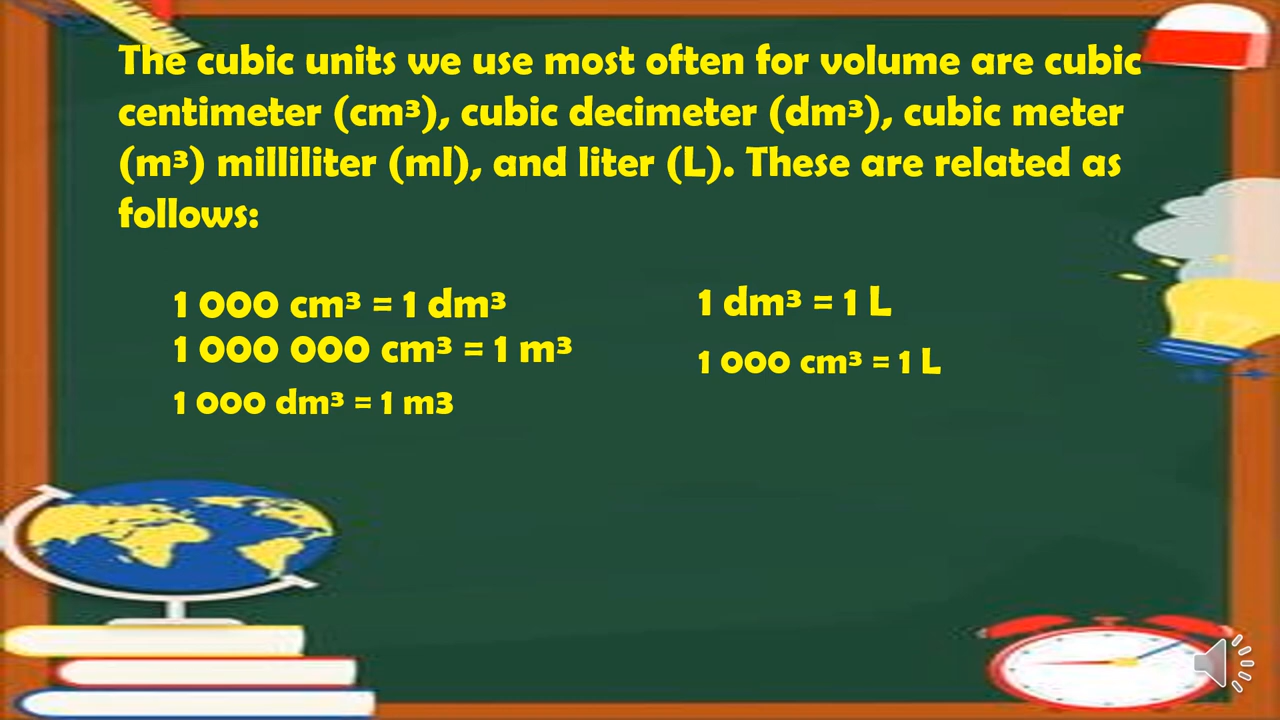 The cubic units we use most often for volume are cubic
centimeter (cm³), cubic decimeter (dm³), cubic meter
(m³) milliliter (ml), and liter (L). These are related as
follows:
1 000 cm³ = 1 dm³
1 000 000 cm³ = 1 m³
1 000 dm³ = 1 m3
1 dm³ = 1 L
1 000 cm³ = 1 L